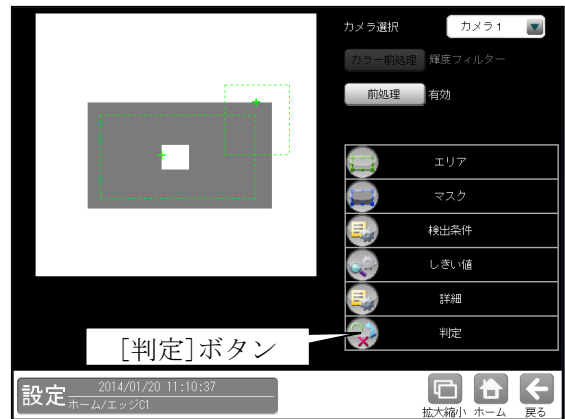 カメラ選択
カメラ1
カラー前処理
輝度フィルター
前処理
有効
エリア
マスク
検出条件
しきい値
詳細
判定
[判定]ボタン
設定
2014/01/20 11:10:37
ホーム/エッジC1
拡大縮小
ホーム
戻る